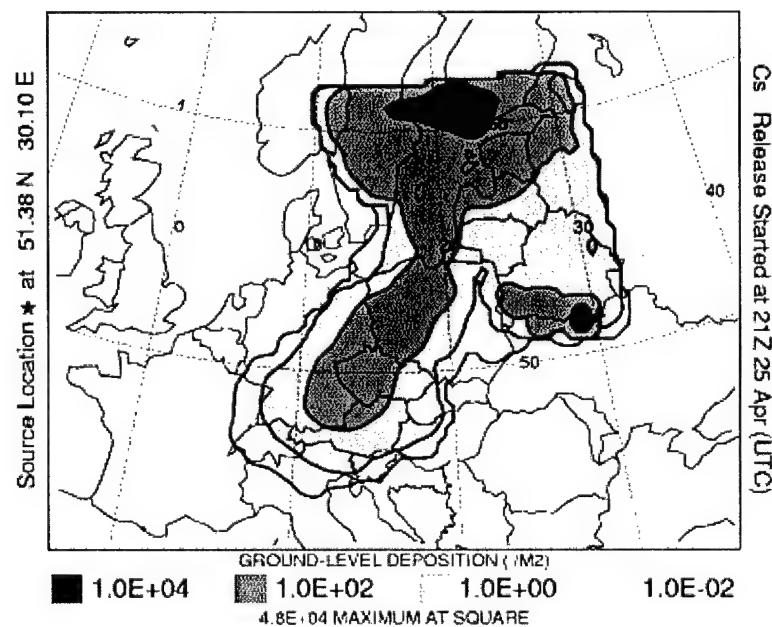 Source Location ★ at 51.38 N 30.10 E
1
0
40
30
50
Cs Release Started at 21Z 25 Apr (UTC)
GROUND-LEVEL DEPOSITION ( /M2)
1.0E+04 1.0E+02 1.0E+00 1.0E-02
4.8E+04 MAXIMUM AT SQUARE